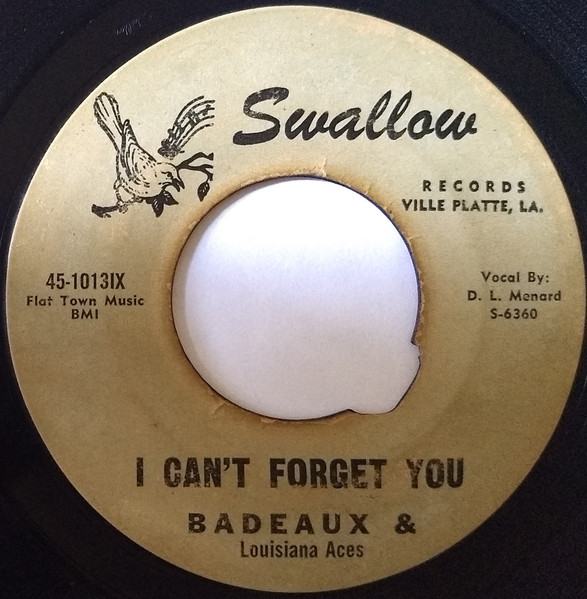 Swallow
RECORDS
VILLE PLATTE, LA.
45-1013IX
Flat Town Music
BMI
Vocal By:
D. L. Menard
S-6360
I CAN'T FORGET YOU
BADEAUX &
Louisiana Aces